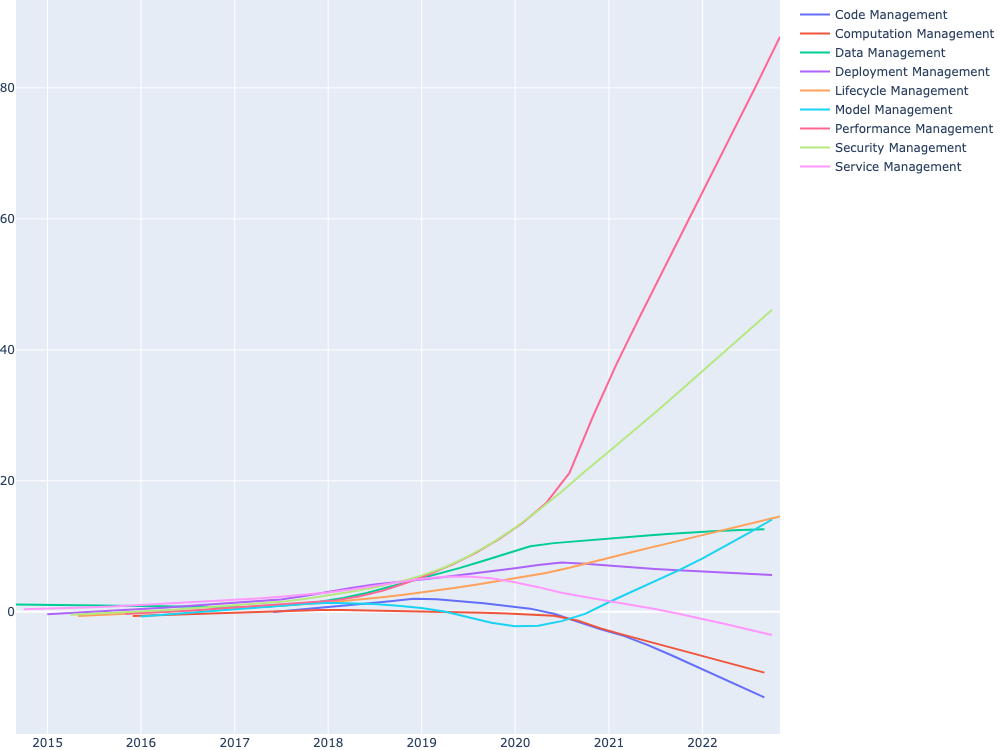 Code Management
Computation Management
Data Management
Deployment Management
Lifecycle Management
Model Management
Performance Management
Security Management
Service Management
80
60
40
20
0
2015 2016 2017 2018 2019 2020 2021 2022